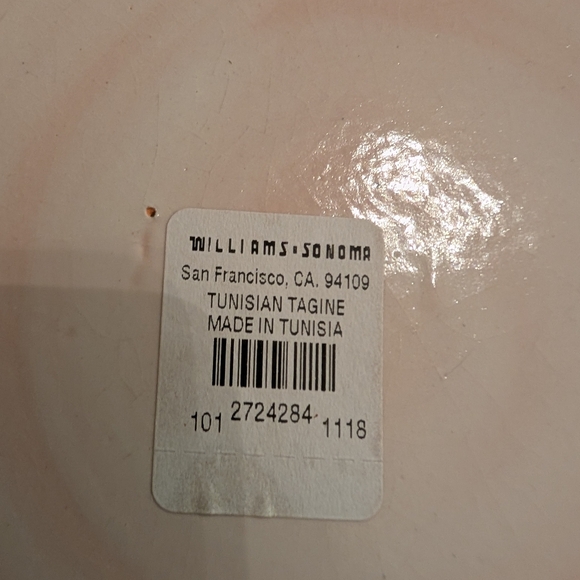 WILLIAMS-SONOMA
San Francisco, CA. 94109
TUNISIAN TAGINE
MADE IN TUNISIA
101 2724284 1118